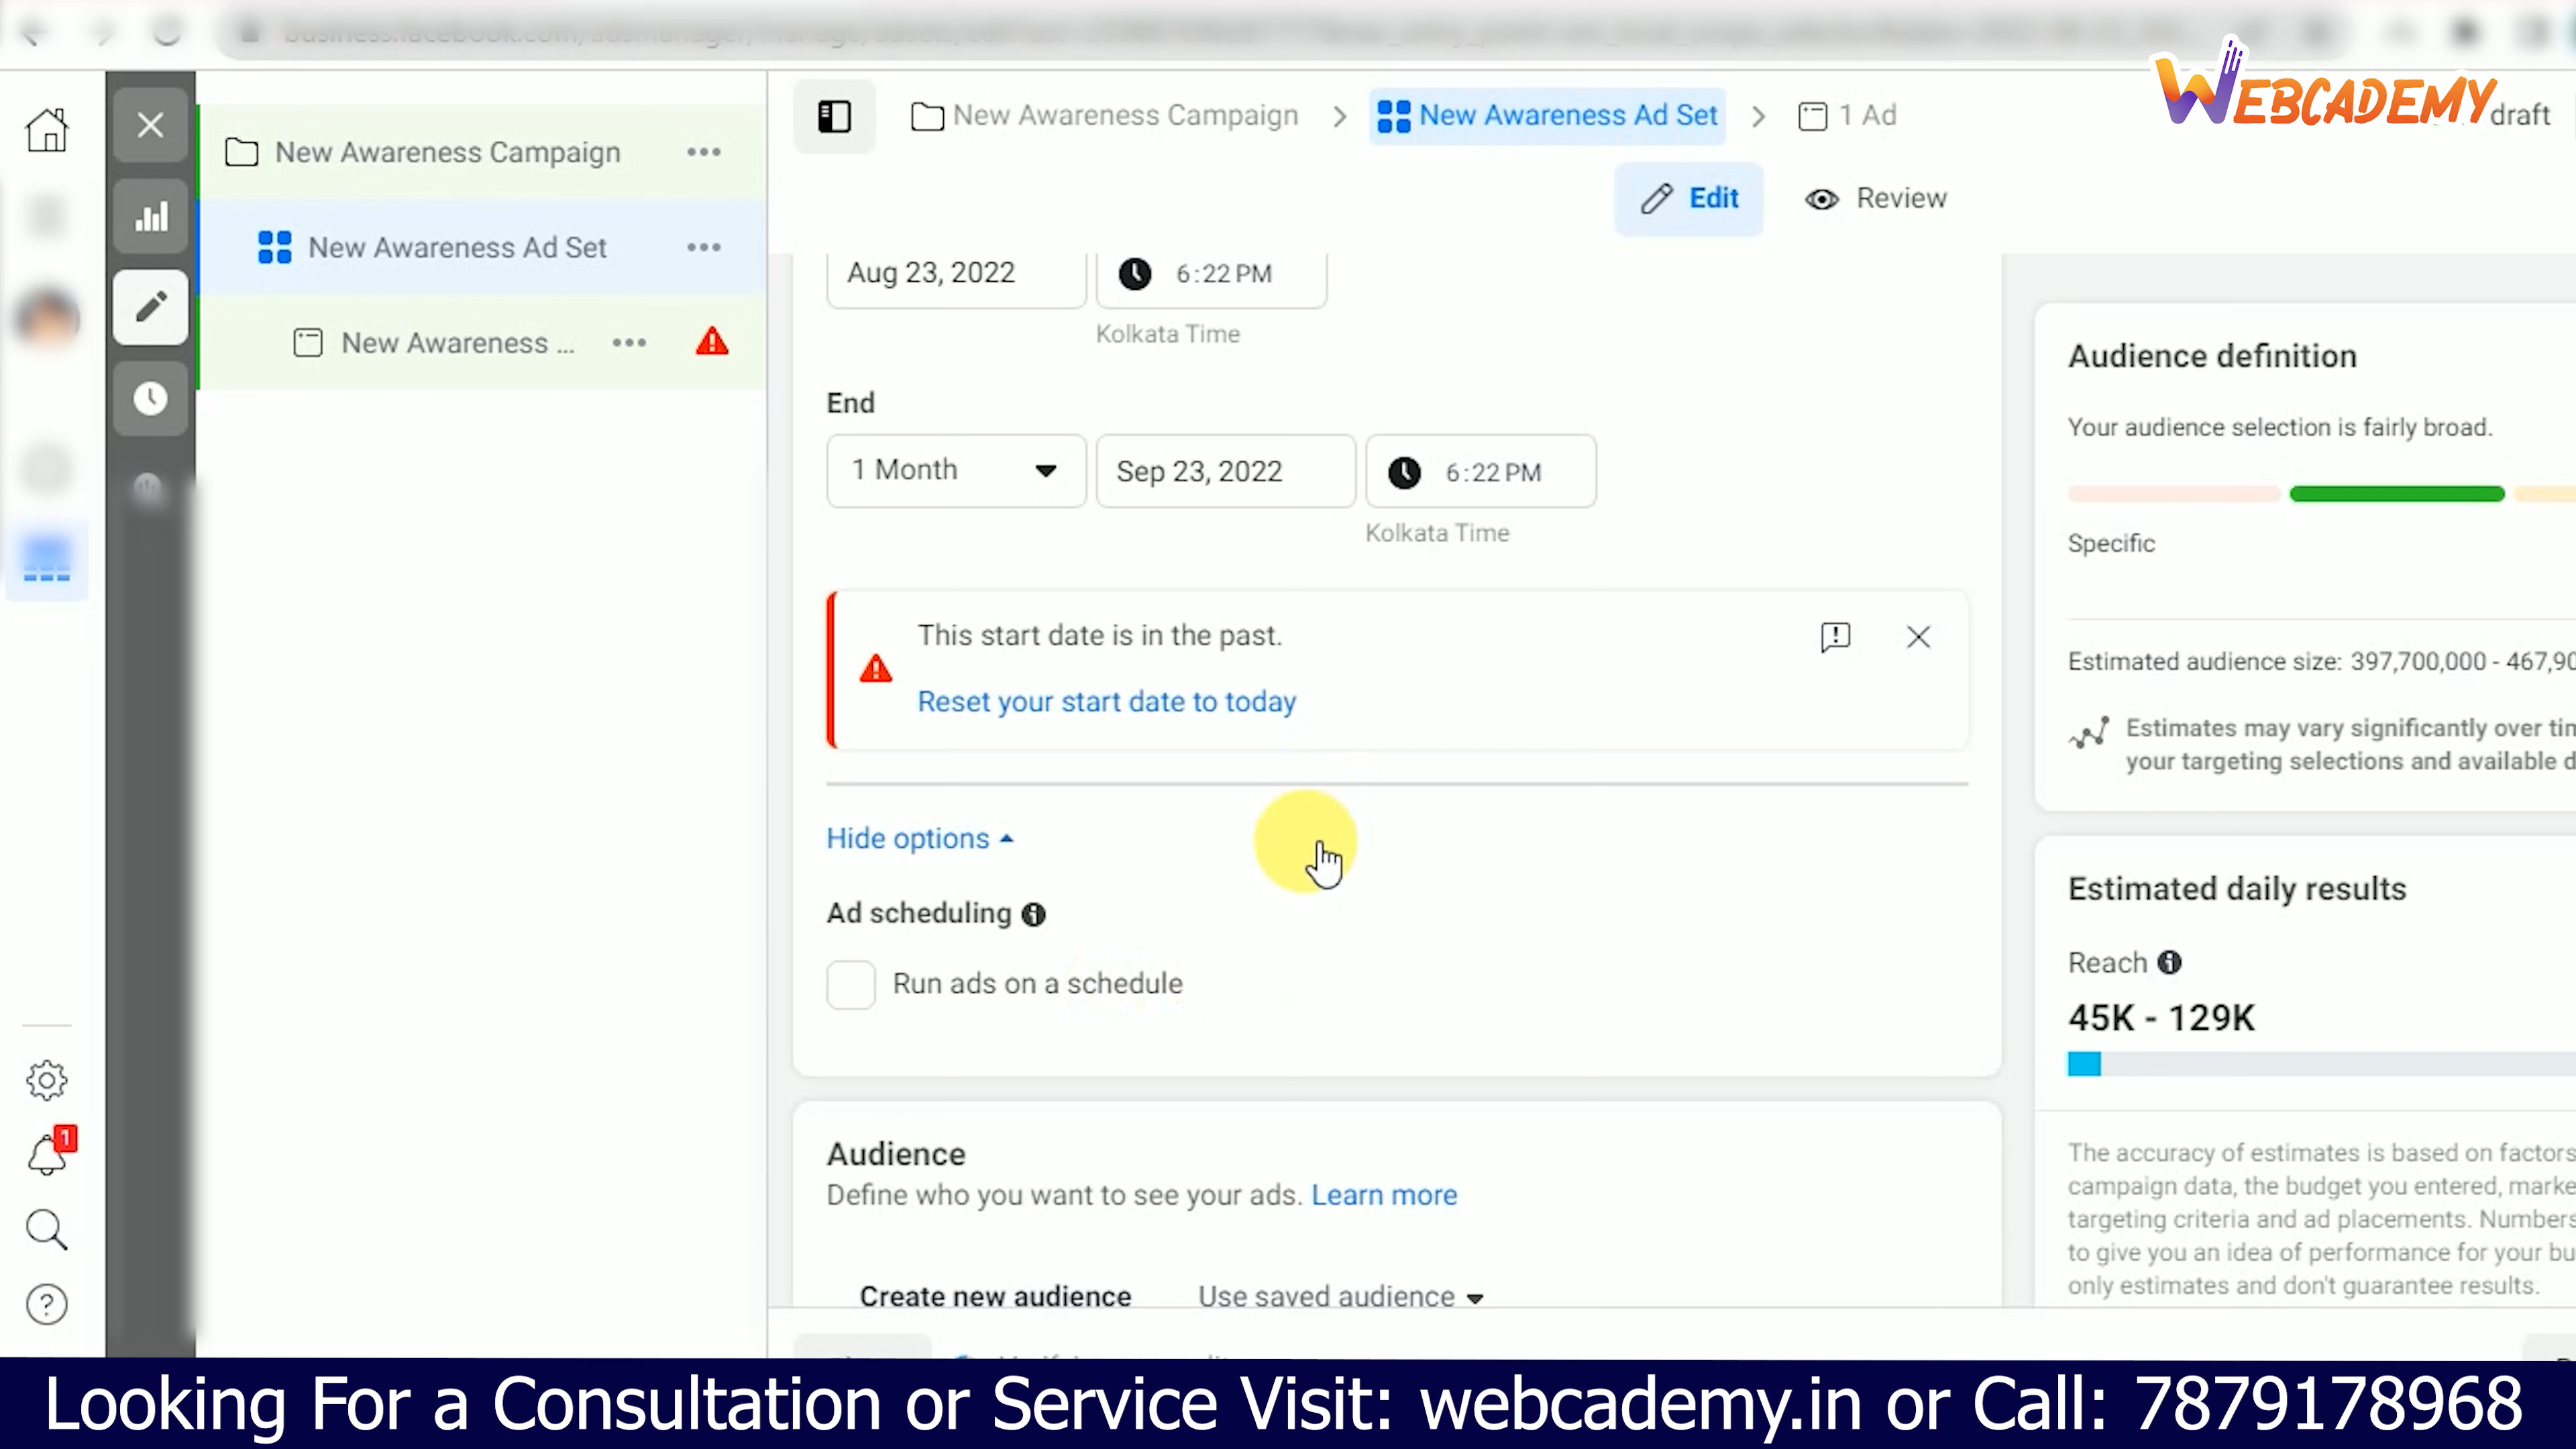 WEBCADEMY
New Awareness Campaign
New Awareness Ad Set
1 Ad
draft
Edit
Review
New Awareness Campaign
New Awareness Ad Set
New Awareness ...
Aug 23, 2022
6:22 PM
Kolkata Time
End
1 Month
Sep 23, 2022
6:22 PM
Kolkata Time
This start date is in the past.
Reset your start date to today
Hide options
Ad scheduling
Run ads on a schedule
Audience
Define who you want to see your ads. Learn more
Create new audience
Use saved audience
Audience definition
Your audience selection is fairly broad.
Specific
Estimated audience size: 397,700,000 - 467,90
Estimates may vary significantly over
your targeting selections and available
Estimated daily results
Reach
45K - 129K
The accuracy of estimates is based on factors
campaign data, the budget you entered,
targeting criteria and ad placements. Numbers
to give you an idea of performance for your
only estimates and don't guarantee results.
1
Looking For a Consultation or Service Visit: webcademy.in or Call: 7879178968